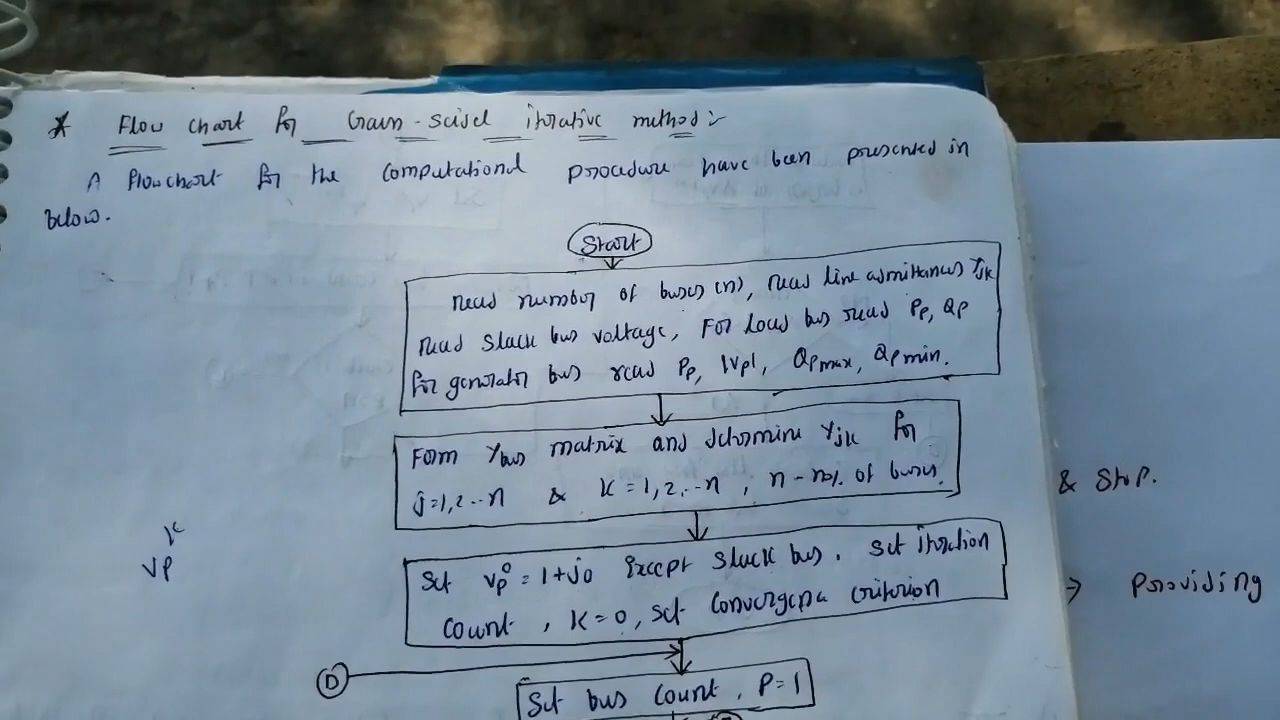 * Flow chart for Gaus-seisel iterative method :-
A flowchart for the computational procedure have been presented in
below.
Start
read number of buses (n), read line admittances Yjk
read slack bus voltage, For load bus read Pp, Qp
for generator bus read Pp, |Vp|, Qpmax, Qpmin.
Form Ybus matrix and determine Yjk for
j=1,2..n & K=1,2..n, n-no/. of buses.
Set Vp⁰ = 1+j0 Except slack bus. Set iteration
count, K=0, set convergence criterion
D
Set bus count, P=1
Vp^K
& Stop.
→ Providing